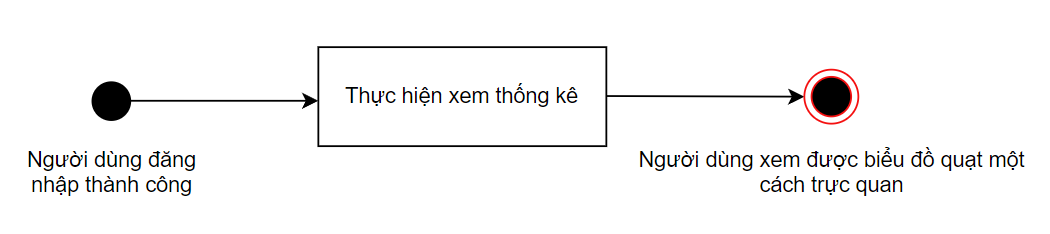 Thực hiện xem thống kê
Người dùng đăng
nhập thành công
Người dùng xem được biểu đồ quạt một
cách trực quan